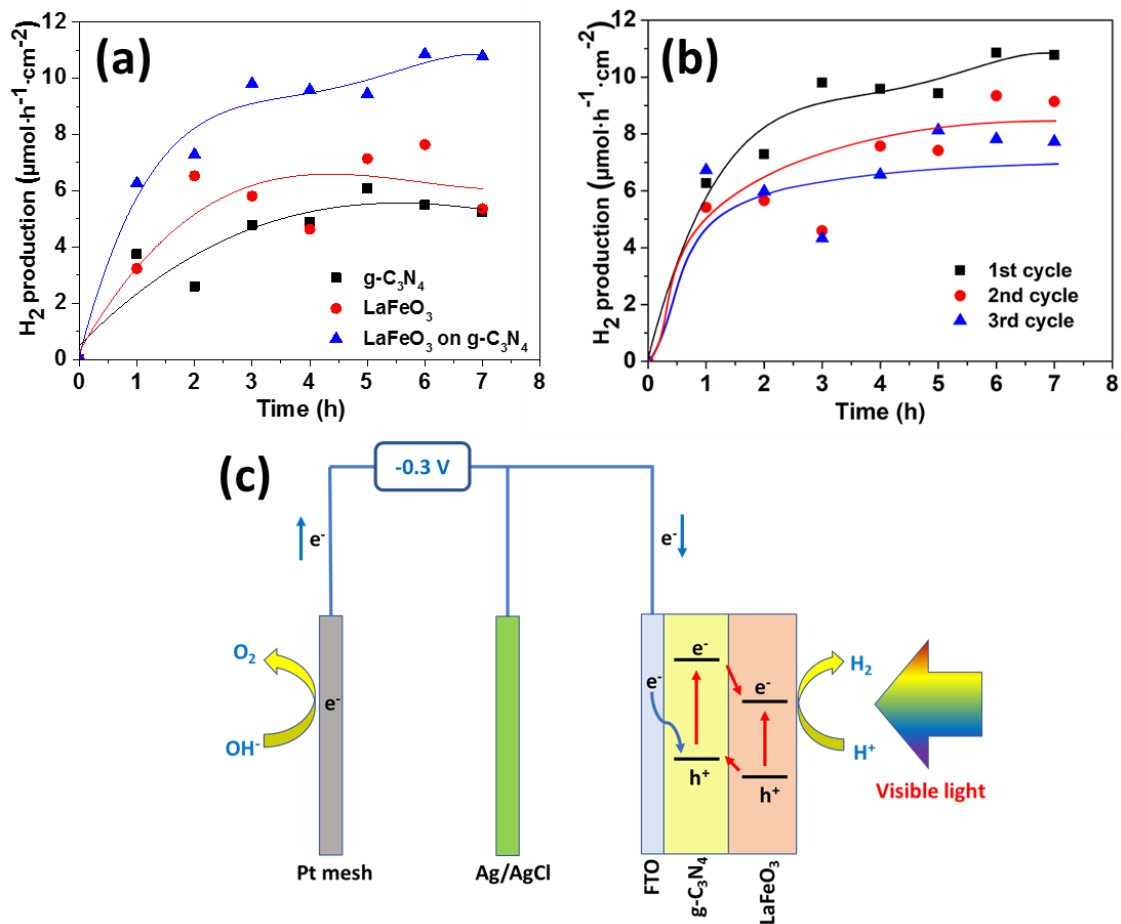 (a)
H₂ production (µmol·h⁻¹·cm⁻²)
12
10
8
6
4
2
0
g-C₃N₄
LaFeO₃
LaFeO₃ on g-C₃N₄
0 1 2 3 4 5 6 7 8
Time (h)
(b)
H₂ production (µmol·h⁻¹·cm⁻²)
12
10
8
6
4
2
0
1st cycle
2nd cycle
3rd cycle
0 1 2 3 4 5 6 7 8
Time (h)
(c)
-0.3 V
e⁻
e⁻
O₂
OH⁻
e⁻
Pt mesh
Ag/AgCl
e⁻
e⁻
e⁻
h⁺
h⁺
H₂
H⁺
Visible light
FTO
g-C₃N₄
LaFeO₃